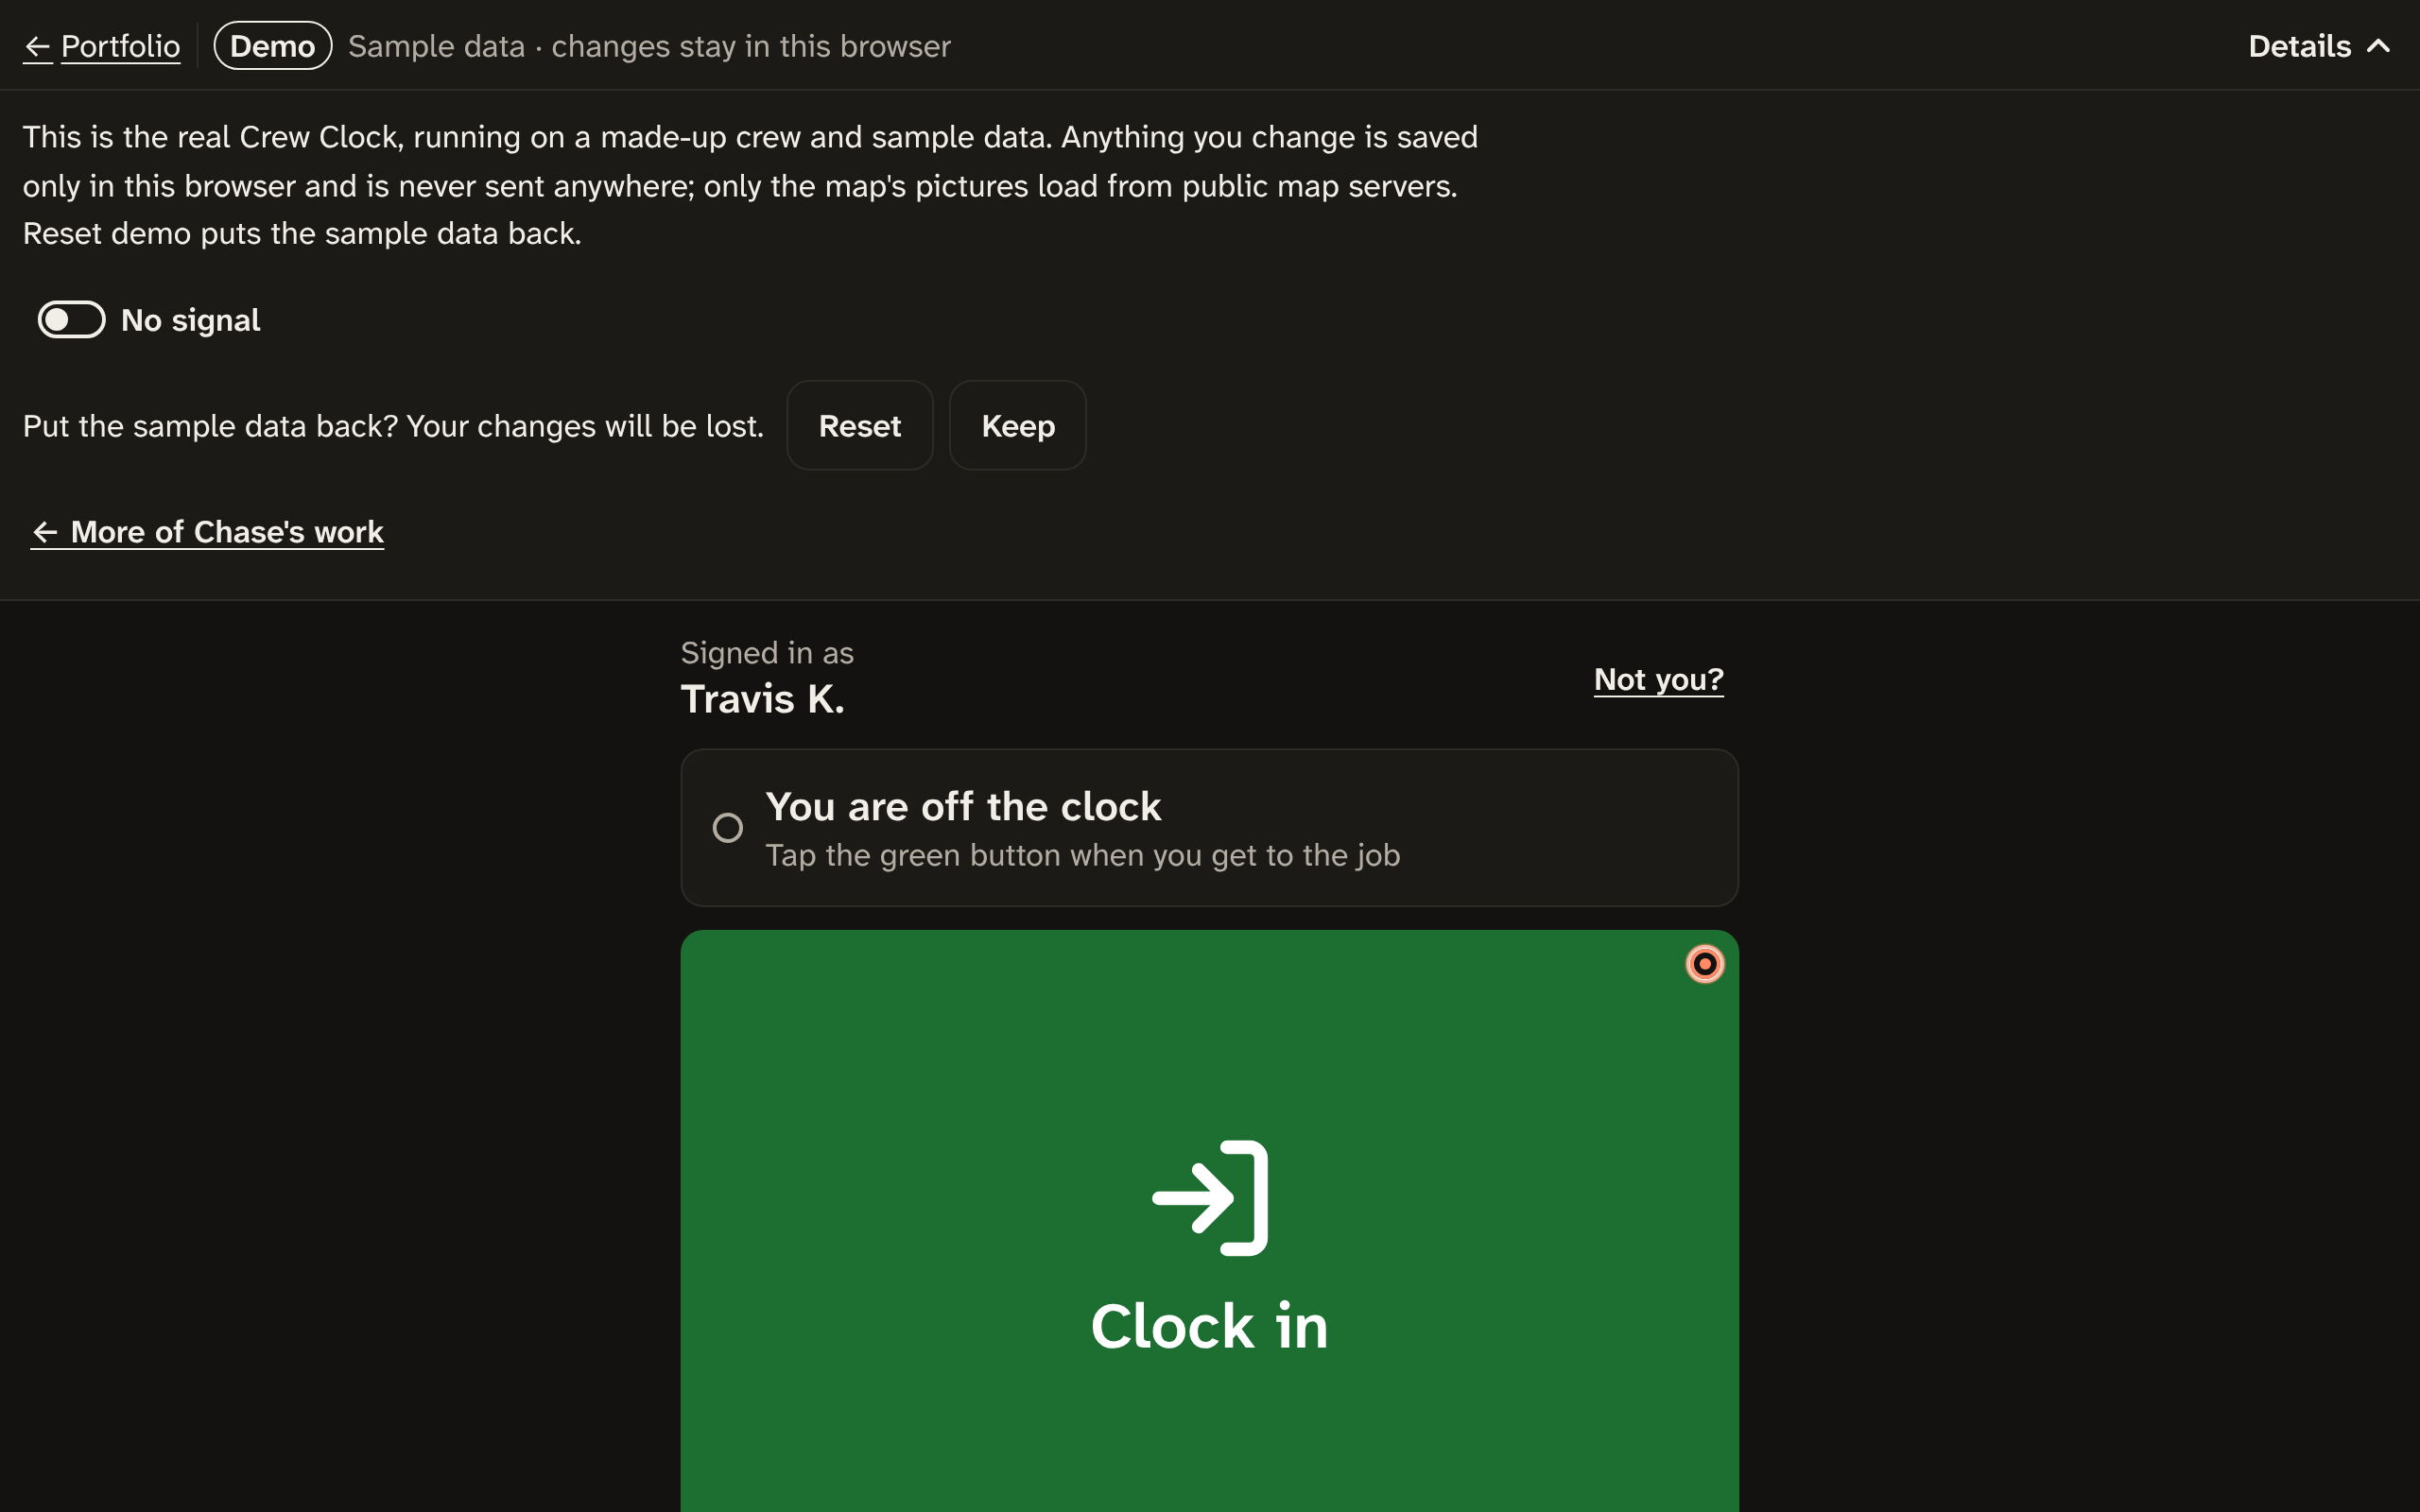 ← Portfolio
Demo
Sample data · changes stay in this browser
Details
This is the real Crew Clock, running on a made-up crew and sample data. Anything you change is saved
only in this browser and is never sent anywhere; only the map's pictures load from public map servers.
Reset demo puts the sample data back.
No signal
Put the sample data back? Your changes will be lost.
Reset
Keep
← More of Chase's work
Signed in as
Travis K.
Not you?
You are off the clock
Tap the green button when you get to the job
Clock in